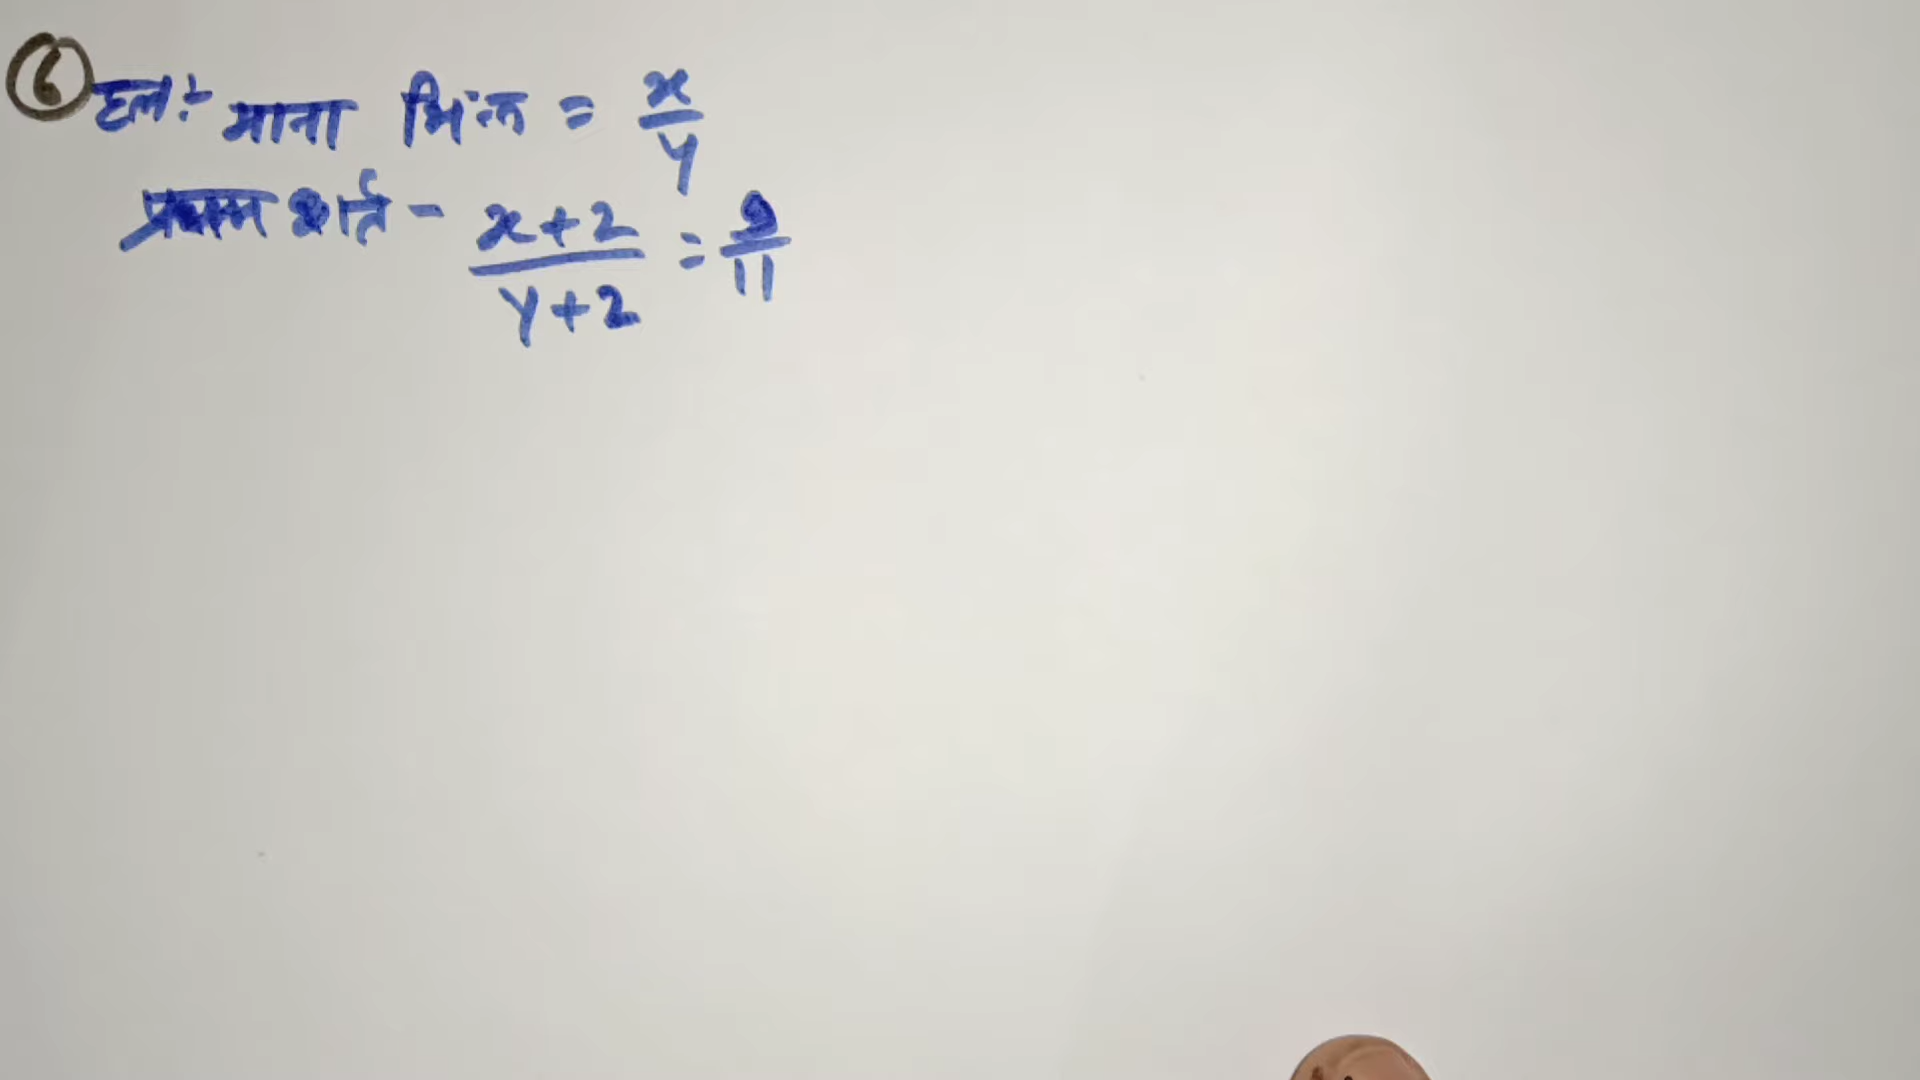 6 हल:- माना भिन्न = x/y
प्रथम शर्त - (x+2)/(y+2) = 9/11